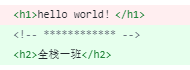 <h1>hello world! </h1>
<!-- ************ -->
<h2>全栈一班</h2>